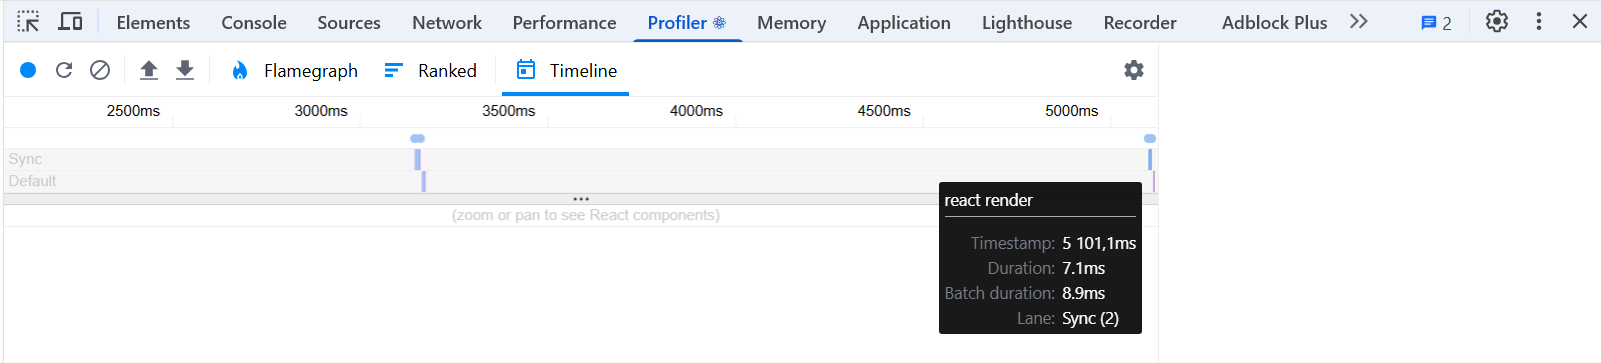 Elements Console Sources Network Performance Profiler Memory Application Lighthouse Recorder Adblock Plus 2
Flamegraph Ranked Timeline
2500ms 3000ms 3500ms 4000ms 4500ms 5000ms
Sync
Default
(zoom or pan to see React components)
react render
Timestamp: 5 101,1ms
Duration: 7.1ms
Batch duration: 8.9ms
Lane: Sync (2)